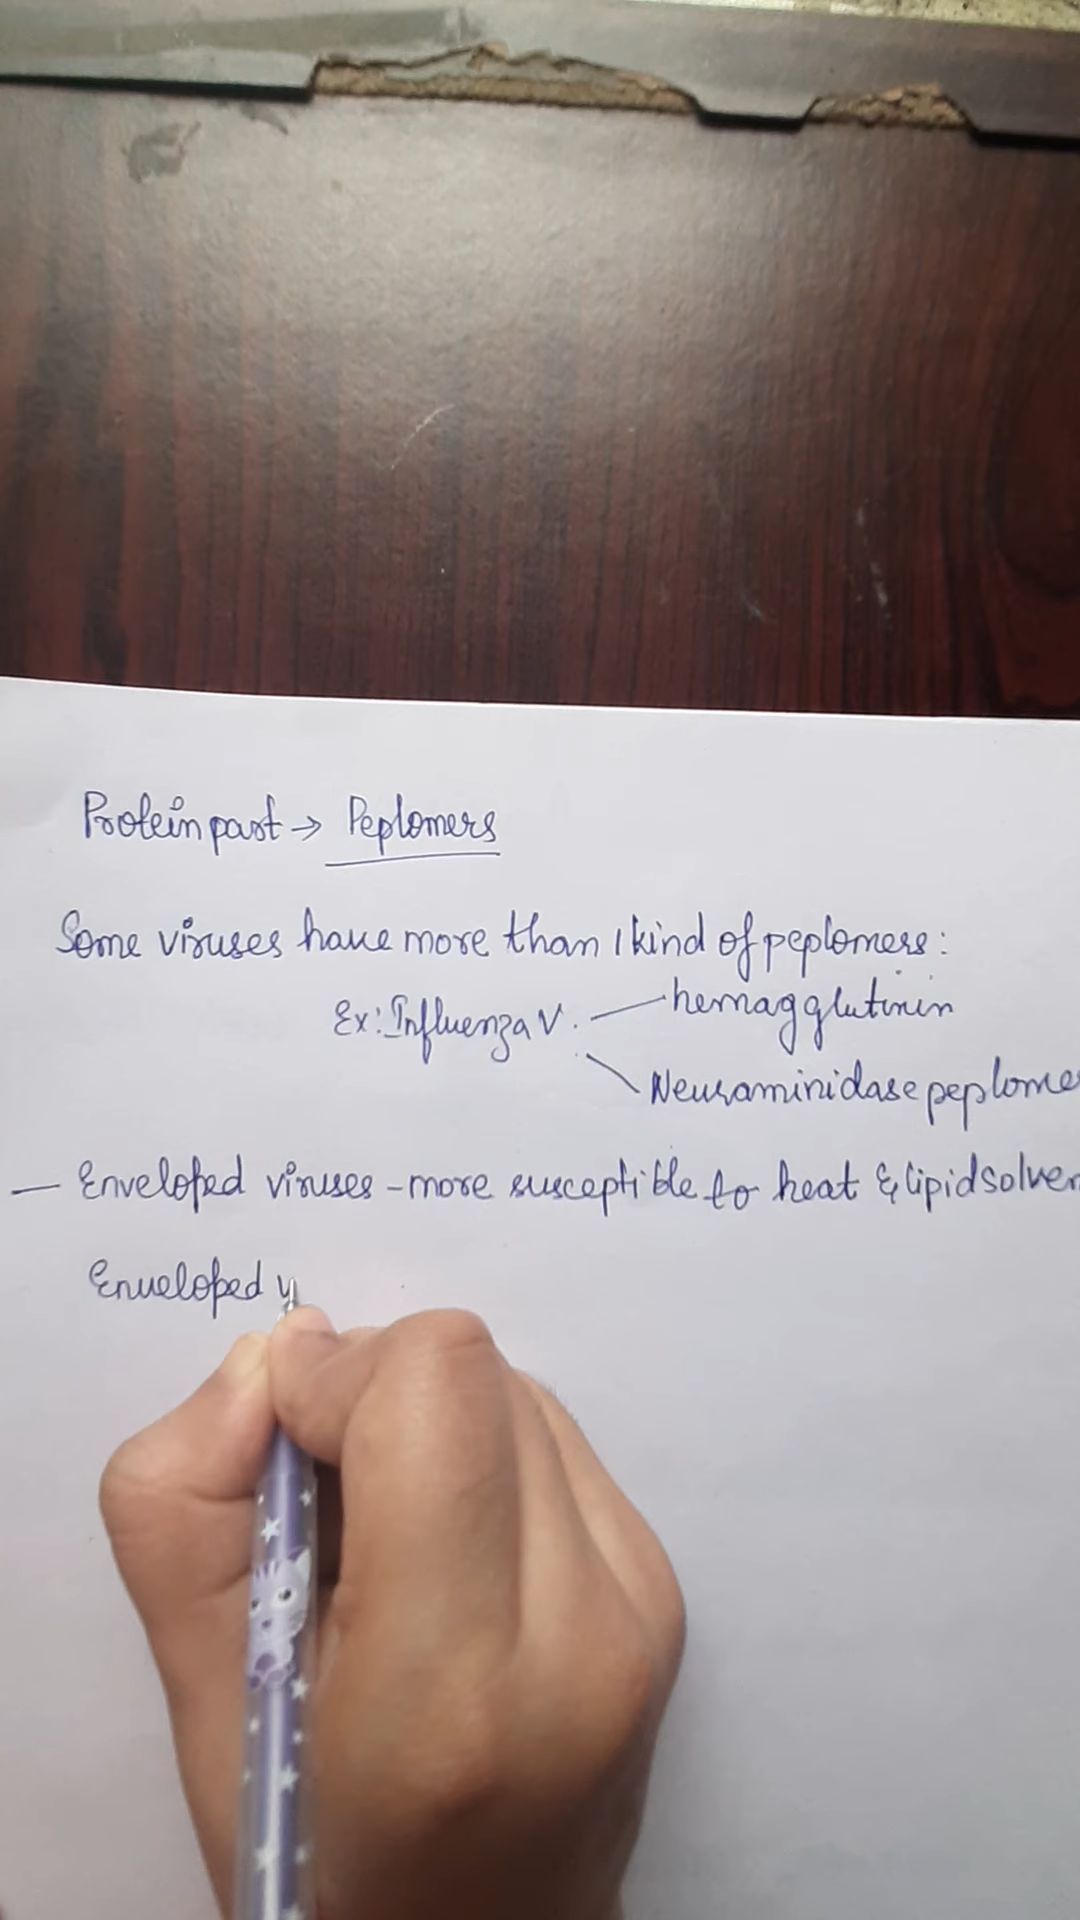 Protein part → Peplomers
Some viruses have more than 1 kind of peplomers:
Ex: Influenza V. hemagglutinin
Neuraminidase peplome
— Enveloped viruses - more susceptible to heat & lipid solven
Enveloped v